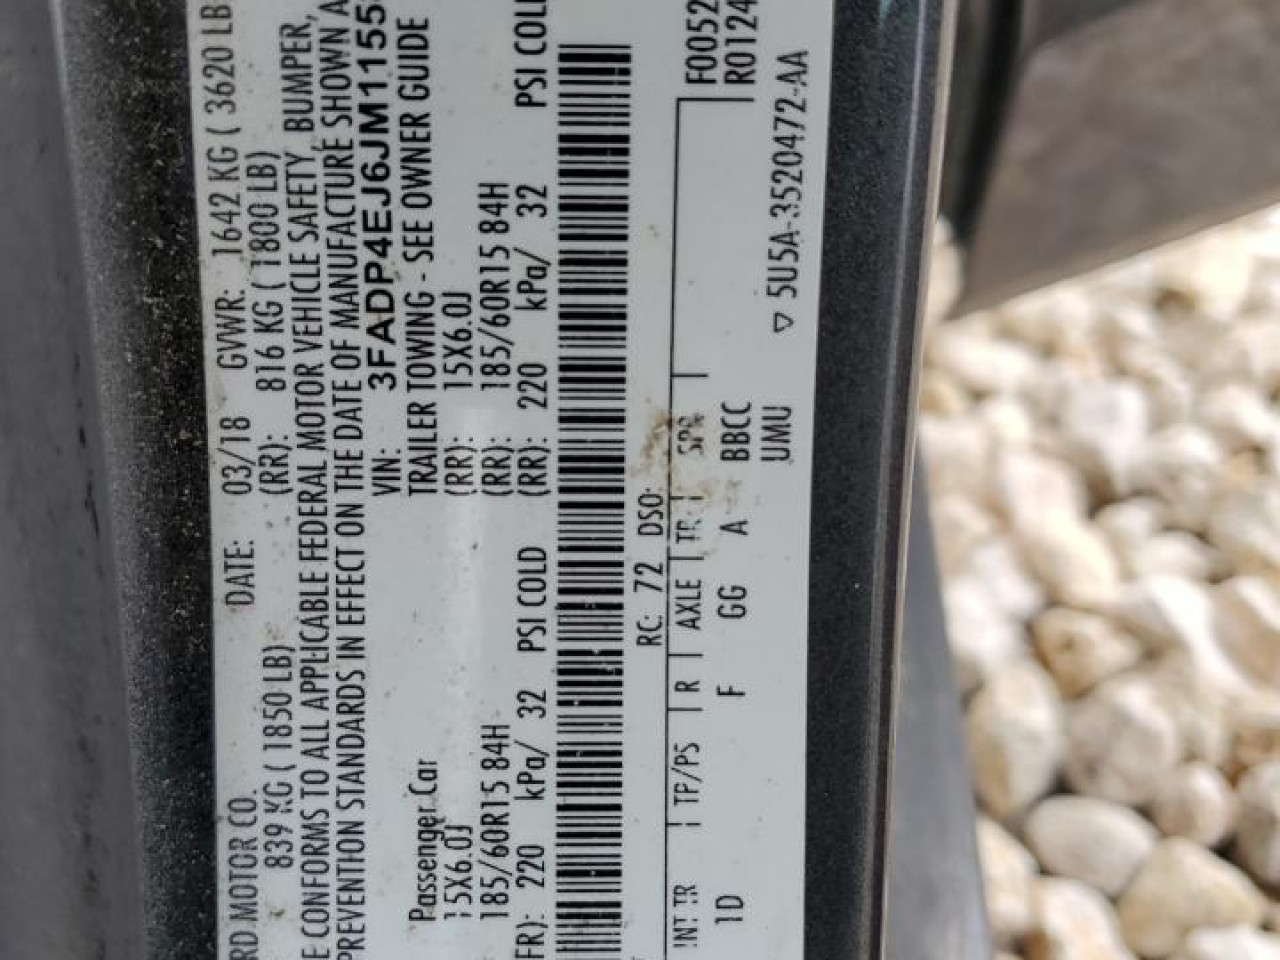 RD MOTOR CO. DATE: 03/18 GVWR: 1642 KG ( 3620 LB
839 KG ( 1850 LB) (RR): 816 KG ( 1800 LB)
E CONFORMS TO ALL APPLICABLE FEDERAL MOTOR VEHICLE SAFETY, BUMPER,
PREVENTION STANDARDS IN EFFECT ON THE DATE OF MANUFACTURE SHOWN A
VIN: 3FADP4EJ6JM1155
Passenger Car TRAILER TOWING - SEE OWNER GUIDE
15X6.0J (RR): 15X6.0J
185/60R15 84H (RR): 185/60R15 84H
FR): 220 kPa/ 32 PSI COLD (RR): 220 kPa/ 32 PSI COL
F0052
RC: 72 DSO: R0124
INT TR TP/PS R AXLE TR SPR
1D F GG A BBCC
UMU ▽ 5U5A-3520472-AA